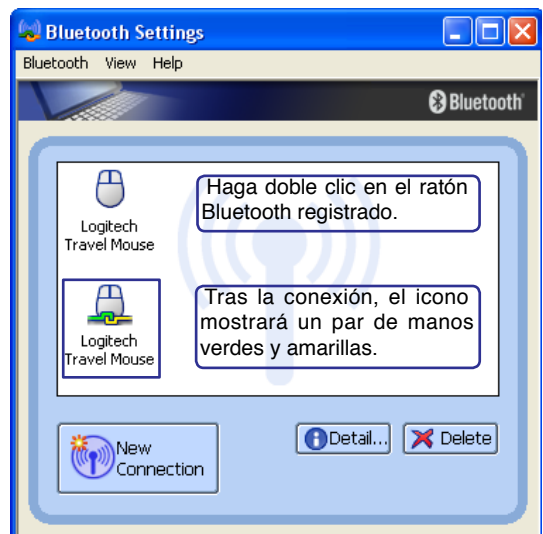 Bluetooth Settings
Bluetooth View Help
Bluetooth
Haga doble clic en el ratón
Bluetooth registrado.
Logitech
Travel Mouse
Tras la conexión, el icono
mostrará un par de manos
verdes y amarillas.
Logitech
Travel Mouse
New
Connection
Detail...
Delete